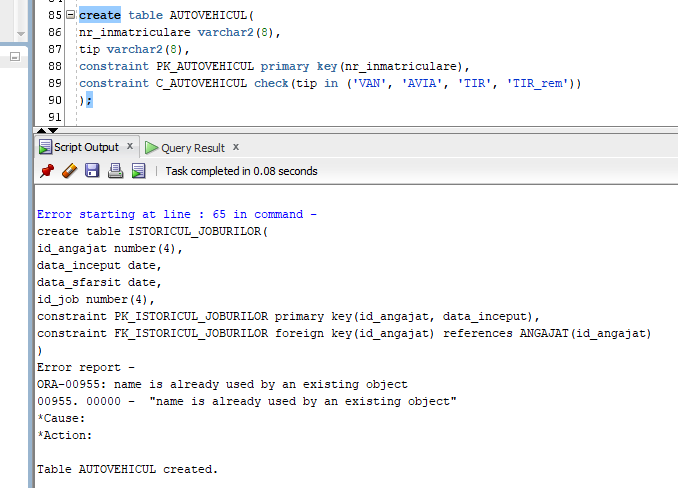 85 create table AUTOVEHICUL(
86 nr_inmatriculare varchar2(8),
87 tip varchar2(8),
88 constraint PK_AUTOVEHICUL primary key(nr_inmatriculare),
89 constraint C_AUTOVEHICUL check(tip in ('VAN', 'AVIA', 'TIR', 'TIR_rem'))
90 );
91
Script Output x Query Result x
Task completed in 0.08 seconds
Error starting at line : 65 in command -
create table ISTORICUL_JOBURILOR(
id_angajat number(4),
data_inceput date,
data_sfarsit date,
id_job number(4),
constraint PK_ISTORICUL_JOBURILOR primary key(id_angajat, data_inceput),
constraint FK_ISTORICUL_JOBURILOR foreign key(id_angajat) references ANGAJAT(id_angajat)
)
Error report -
ORA-00955: name is already used by an existing object
00955. 00000 -  "name is already used by an existing object"
*Cause:
*Action:
Table AUTOVEHICUL created.